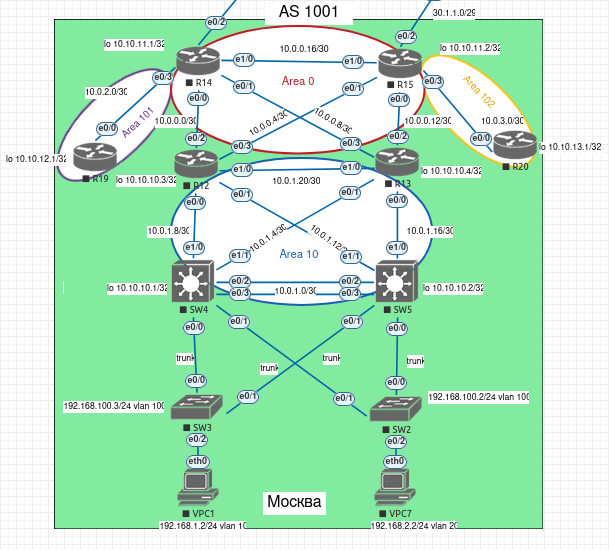 AS 1001
30.1.1.0/29
e0/2
e0/2
lo 10.10.11.1/32
10.0.0.16/30
lo 10.10.11.2/32
e1/0
e1/0
R14
R15
Area 0
e0/3
e0/3
10.0.2.0/30
e0/1
e0/1
Area 102
e0/0
e0/0
Area 101
10.0.0.0/30
10.0.0.4/30
10.0.0.8/30
10.0.0.12/30
10.0.3.0/30
e0/0
e0/2
e0/2
e0/0
e0/3
e0/3
lo 10.10.13.1/32
lo 10.10.12.1/32
R19
R20
e1/0
e1/0
lo 10.10.10.3/32
R12
10.0.1.20/30
R13
lo 10.10.10.4/32
e0/1
e0/1
e0/0
e0/0
10.0.1.8/30
10.0.1.4/30
10.0.1.12/
10.0.1.16/30
e1/0
e1/1
Area 10
e1/1
e1/0
lo 10.10.10.1/32
e0/2
e0/2
lo 10.10.10.2/32
e0/3
10.0.1.0/30
e0/3
SW4
SW5
e0/1
e0/1
e0/0
e0/0
trunk
trunk
trunk
trunk
e0/0
e0/0
e0/1
e0/1
192.168.100.3/24 vlan 100
192.168.100.2/24 vlan 100
SW3
SW2
e0/2
e0/2
eth0
eth0
Москва
VPC1
VPC7
192.168.1.2/24 vlan 10
192.168.2.2/24 vlan 20